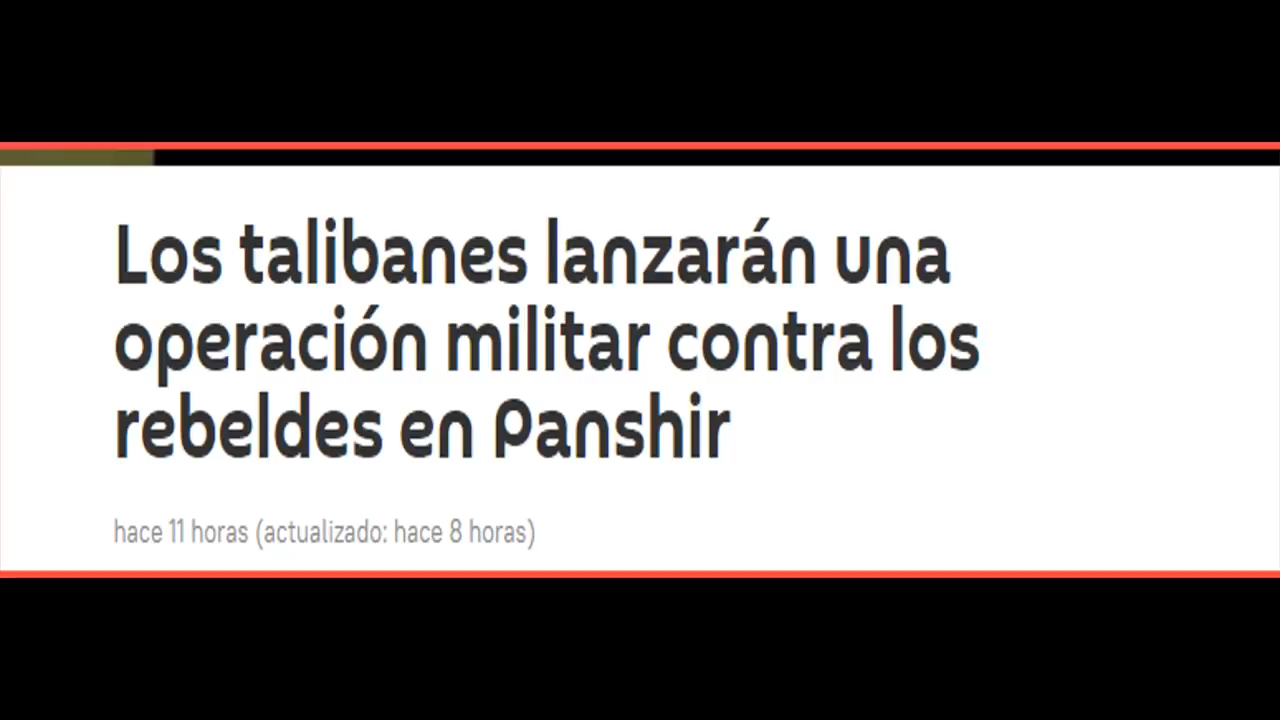 Los talibanes lanzarán una
operación militar contra los
rebeldes en Panshir
hace 11 horas (actualizado: hace 8 horas)